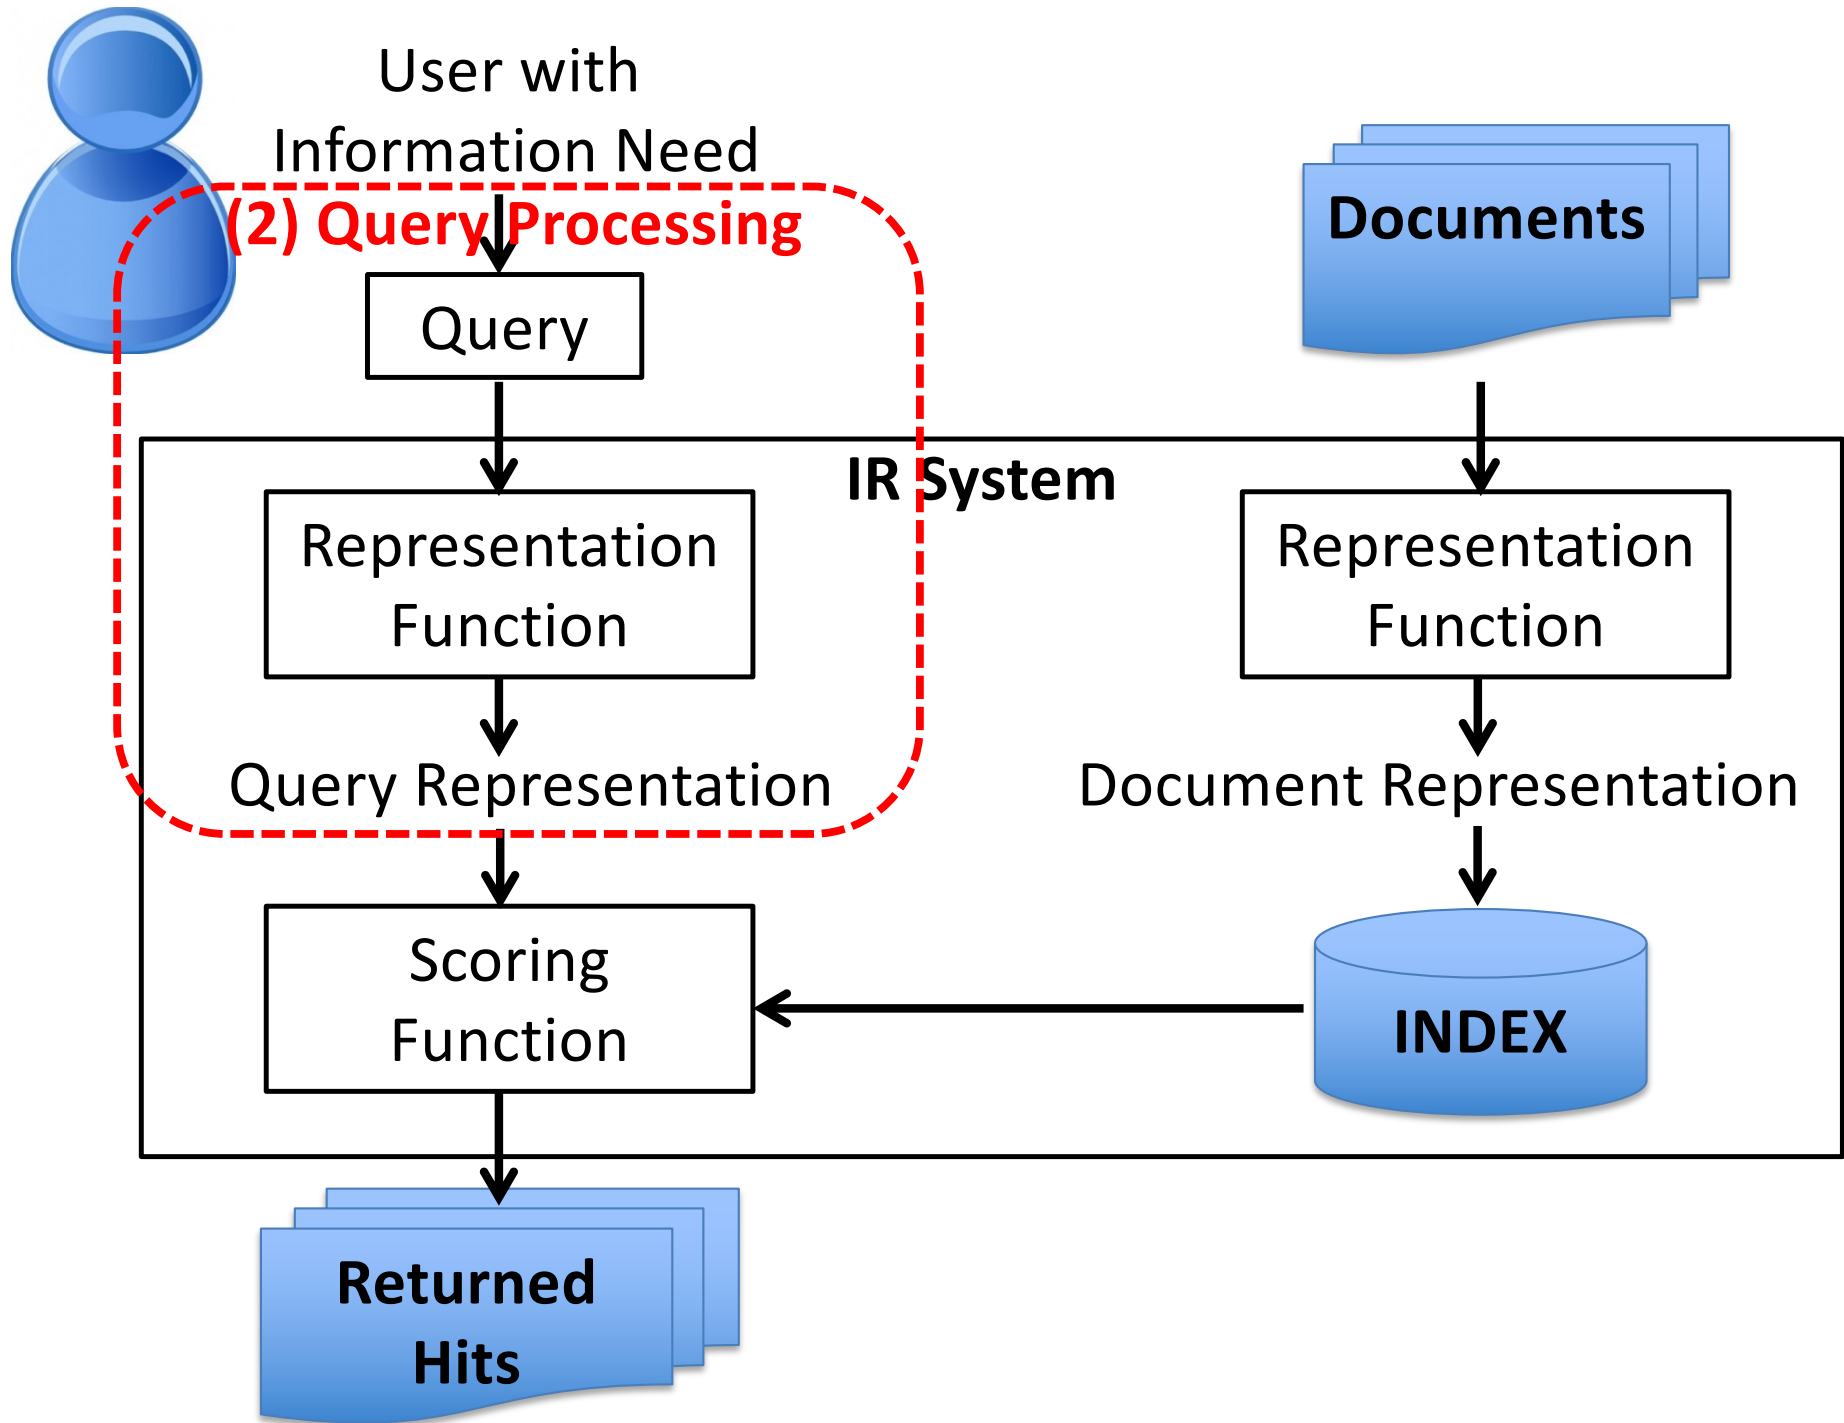 User with
Information Need
(2) Query Processing
Query
Documents
IR System
Representation
Function
Representation
Function
Query Representation
Document Representation
Scoring
Function
INDEX
Returned
Hits